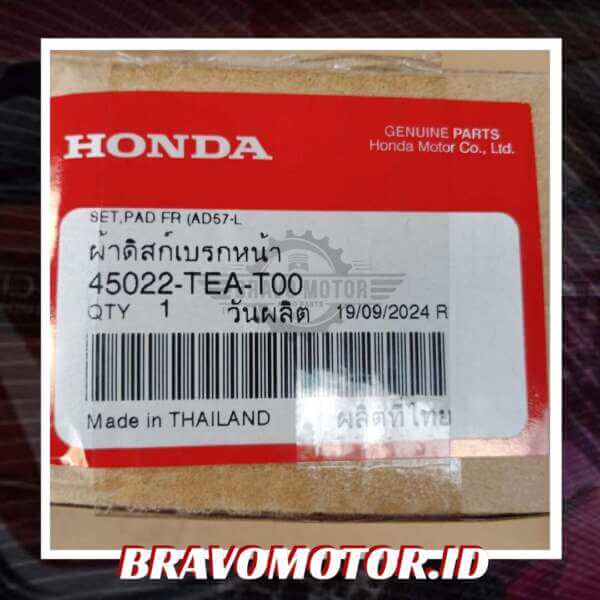 HONDA
GENUINE PARTS
Honda Motor Co., Ltd.
SET,PAD FR (AD57-L
ผ้าดิสก์เบรกหน้า
45022-TEA-T00
BRAVOMOTOR
QTY 1 วันผลิต 19/09/2024 R
Made in THAILAND ผลิตที่ไทย
BRAVOMOTOR.ID